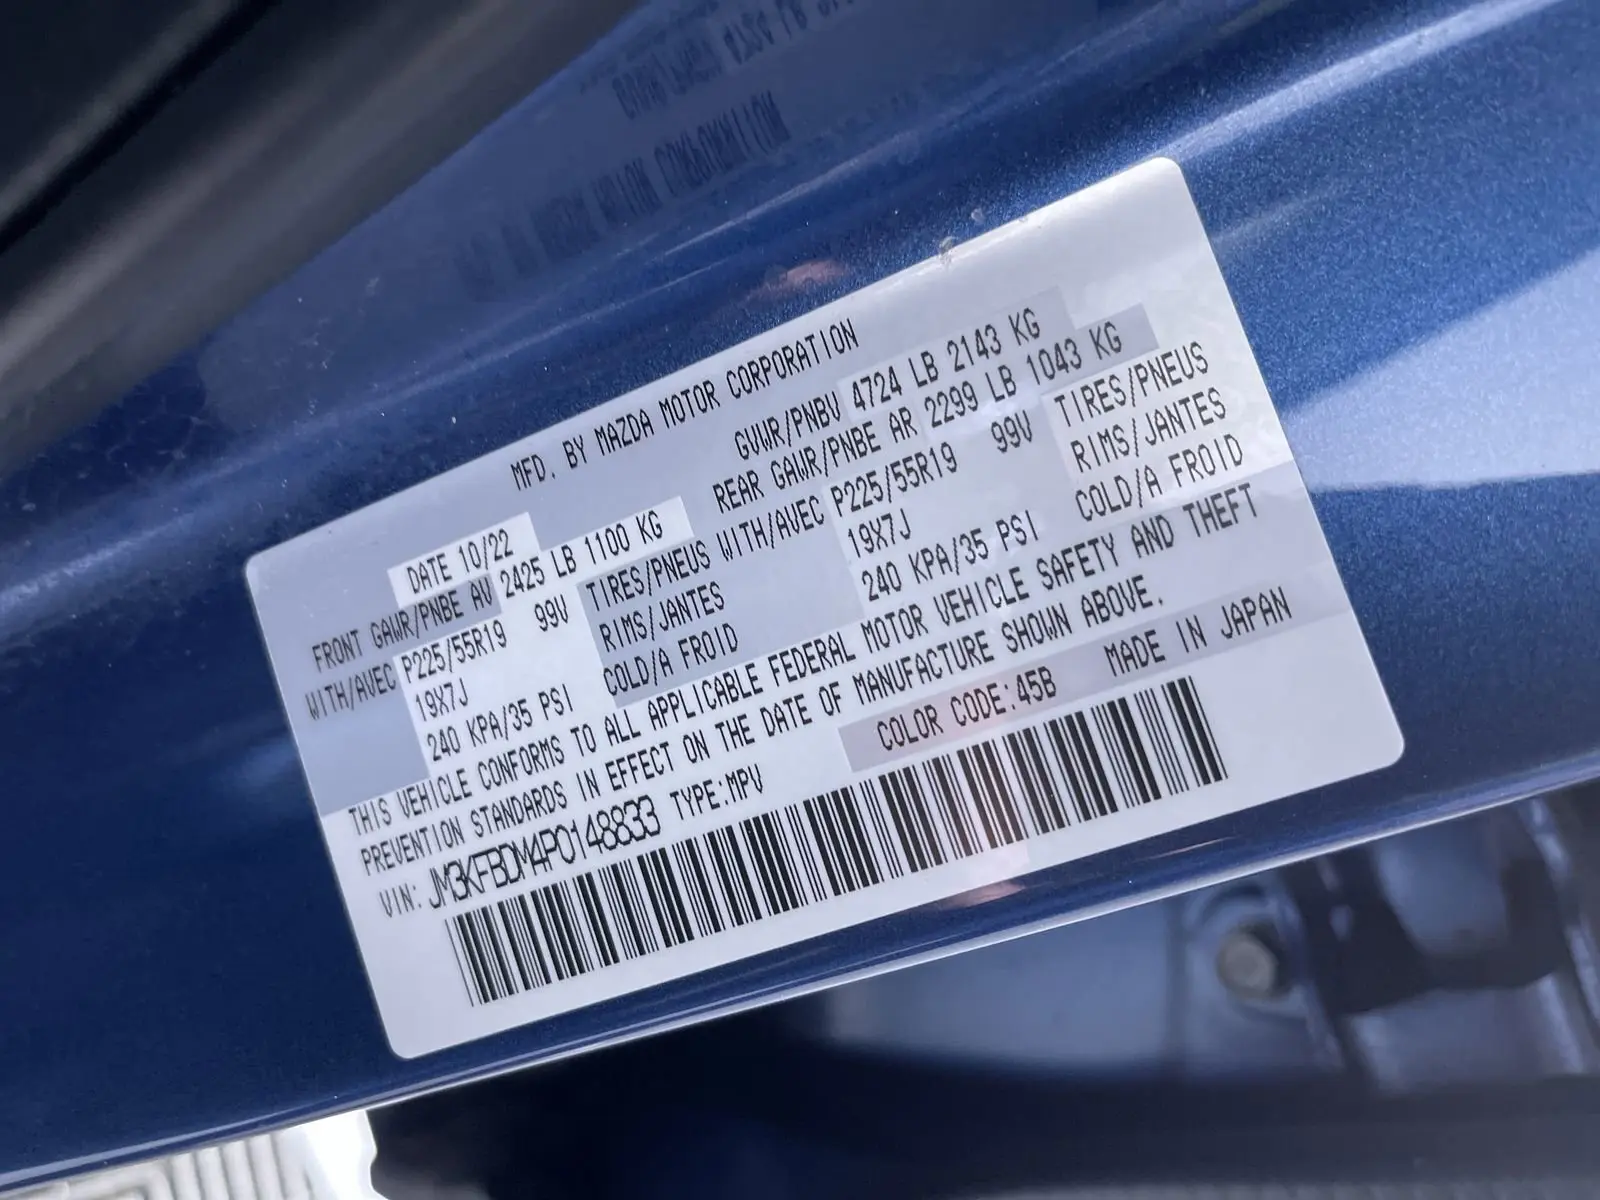 MFD. BY MAZDA MOTOR CORPORATION
DATE 10/22 GVWR/PNBV 4724 LB 2143 KG
FRONT GAWR/PNBE AV 2425 LB 1100 KG REAR GAWR/PNBE AR 2299 LB 1043 KG
WITH/AVEC P225/55R19 99V TIRES/PNEUS WITH/AVEC P225/55R19 99V TIRES/PNEUS
19X7J RIMS/JANTES 19X7J RIMS/JANTES
240 KPA/35 PSI COLD/A FROID 240 KPA/35 PSI COLD/A FROID
THIS VEHICLE CONFORMS TO ALL APPLICABLE FEDERAL MOTOR VEHICLE SAFETY AND THEFT
PREVENTION STANDARDS IN EFFECT ON THE DATE OF MANUFACTURE SHOWN ABOVE.
VIN: JM3KFBDM4P0148833 TYPE:MPV COLOR CODE:45B MADE IN JAPAN